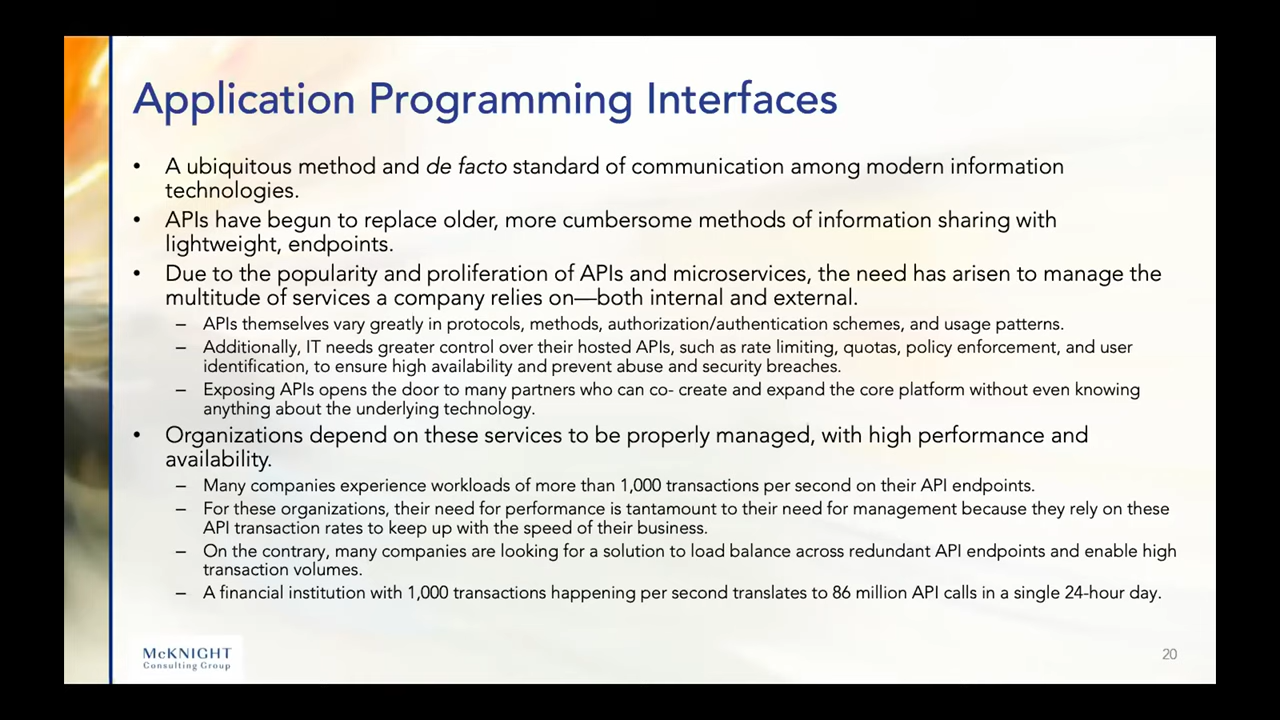 Application Programming Interfaces
• A ubiquitous method and de facto standard of communication among modern information
technologies.
• APIs have begun to replace older, more cumbersome methods of information sharing with
lightweight, endpoints.
• Due to the popularity and proliferation of APIs and microservices, the need has arisen to manage the
multitude of services a company relies on—both internal and external.
– APIs themselves vary greatly in protocols, methods, authorization/authentication schemes, and usage patterns.
– Additionally, IT needs greater control over their hosted APIs, such as rate limiting, quotas, policy enforcement, and user
identification, to ensure high availability and prevent abuse and security breaches.
– Exposing APIs opens the door to many partners who can co- create and expand the core platform without even knowing
anything about the underlying technology.
• Organizations depend on these services to be properly managed, with high performance and
availability.
– Many companies experience workloads of more than 1,000 transactions per second on their API endpoints.
– For these organizations, their need for performance is tantamount to their need for management because they rely on these
API transaction rates to keep up with the speed of their business.
– On the contrary, many companies are looking for a solution to load balance across redundant API endpoints and enable high
transaction volumes.
– A financial institution with 1,000 transactions happening per second translates to 86 million API calls in a single 24-hour day.
McKNIGHT
Consulting Group
20